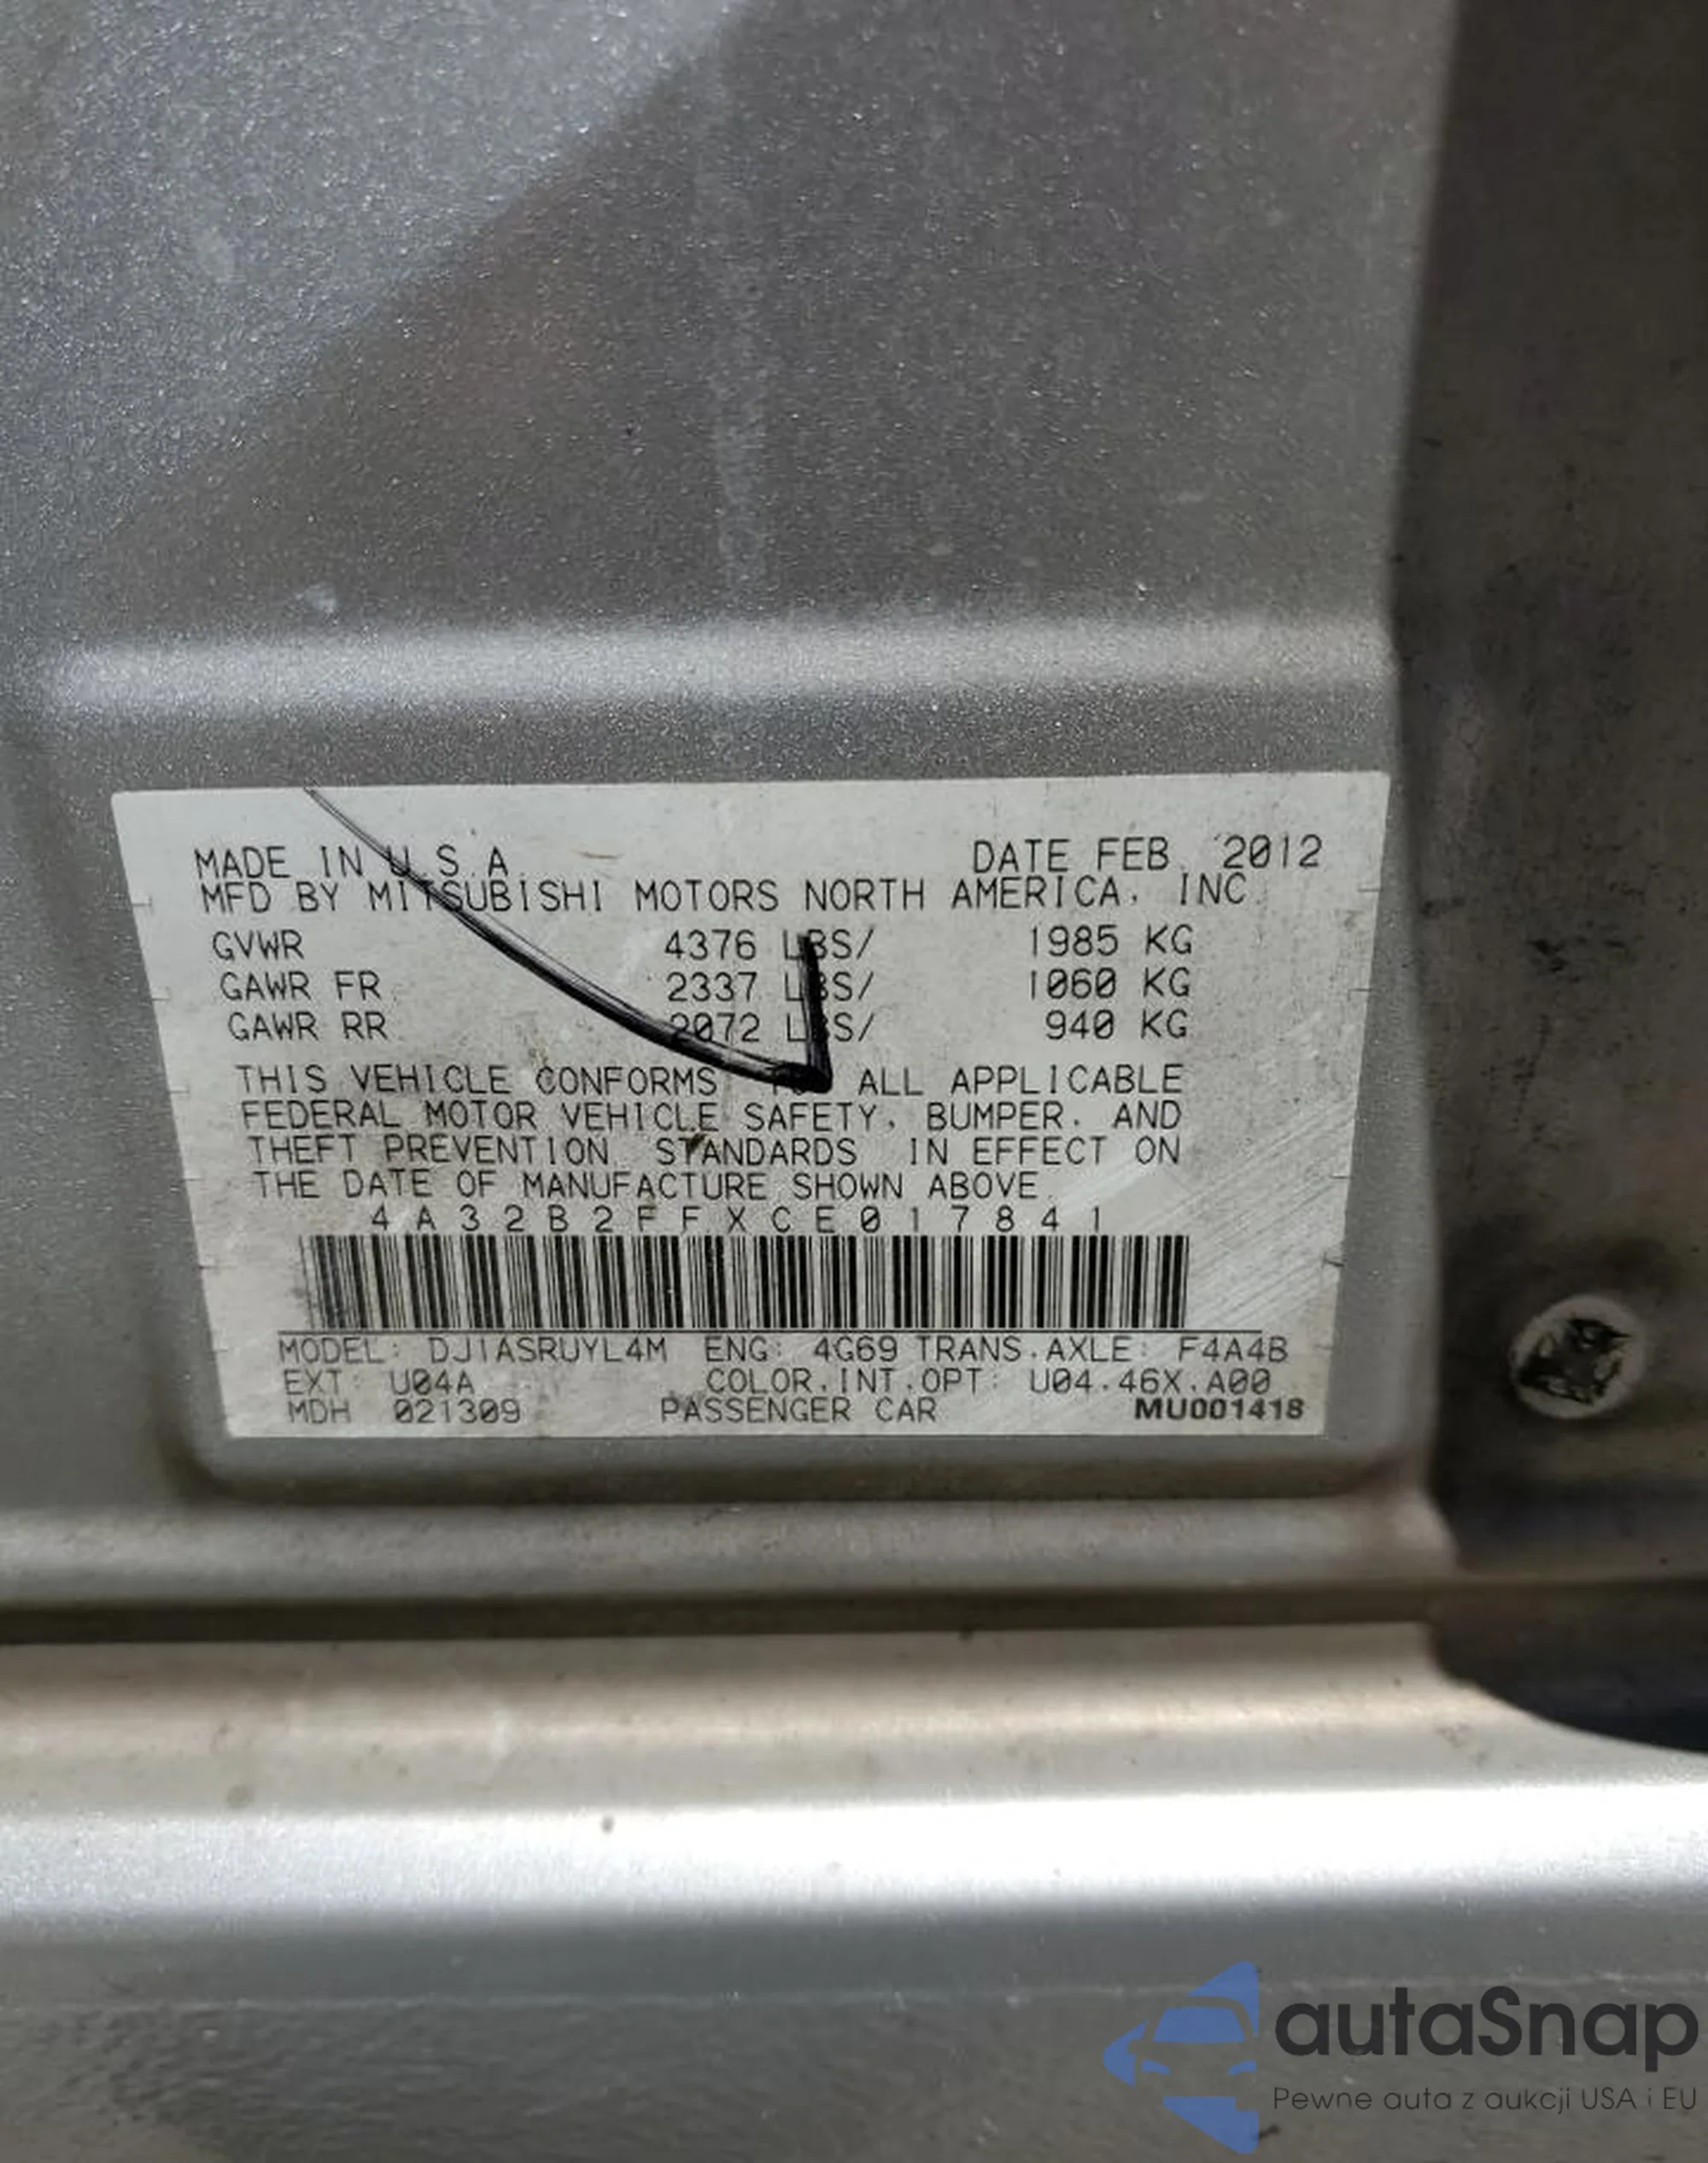 MADE IN U.S.A. DATE FEB. 2012
MFD BY MITSUBISHI MOTORS NORTH AMERICA, INC.
GVWR 4376 LBS/ 1985 KG
GAWR FR 2337 LBS/ 1060 KG
GAWR RR 2072 LBS/ 940 KG
THIS VEHICLE CONFORMS TO ALL APPLICABLE
FEDERAL MOTOR VEHICLE SAFETY, BUMPER, AND
THEFT PREVENTION STANDARDS IN EFFECT ON
THE DATE OF MANUFACTURE SHOWN ABOVE.
4A32B2FFXCE017841
MODEL: DJ1ASRUYL4M ENG: 4G69 TRANS.AXLE: F4A4B
EXT: U04A COLOR.INT.OPT: U04.46X.A00
MDH 021309 PASSENGER CAR MU001418
autaSnap
Pewne auta z aukcji USA i EU